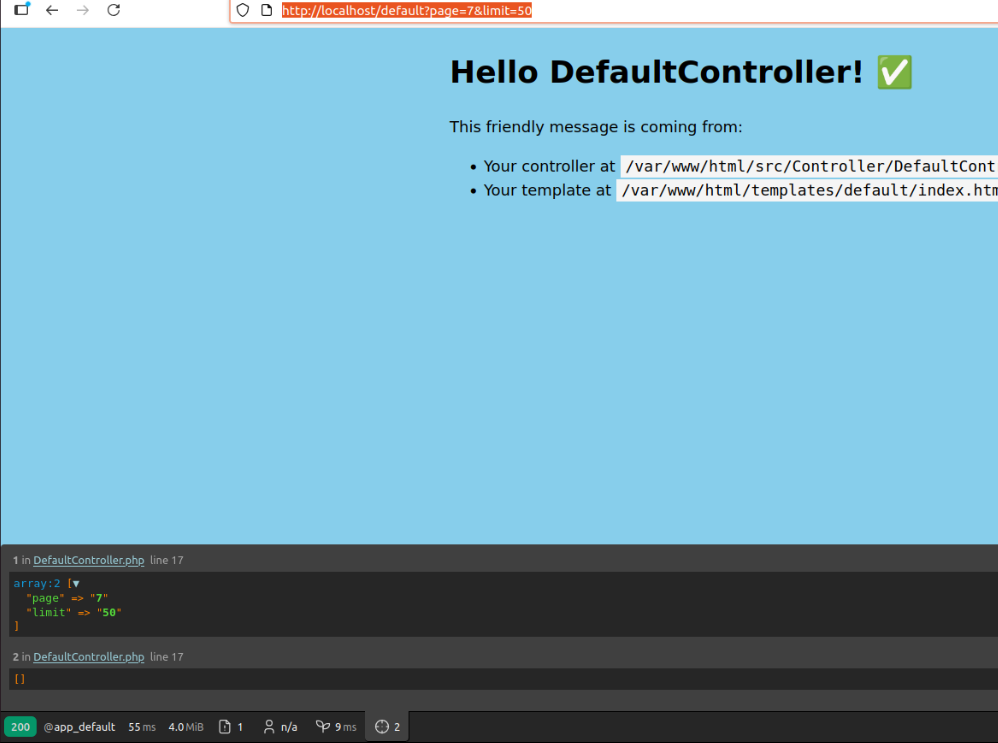 http://localhost/default?page=7&limit=50
Hello DefaultController! ✅
This friendly message is coming from:
• Your controller at /var/www/html/src/Controller/DefaultCont
• Your template at /var/www/html/templates/default/index.htm
1 in DefaultController.php line 17
array:2 [▼
"page" => "7"
"limit" => "50"
]
2 in DefaultController.php line 17
[]
200 @app_default 55 ms 4.0 MiB 1 n/a 9 ms 2